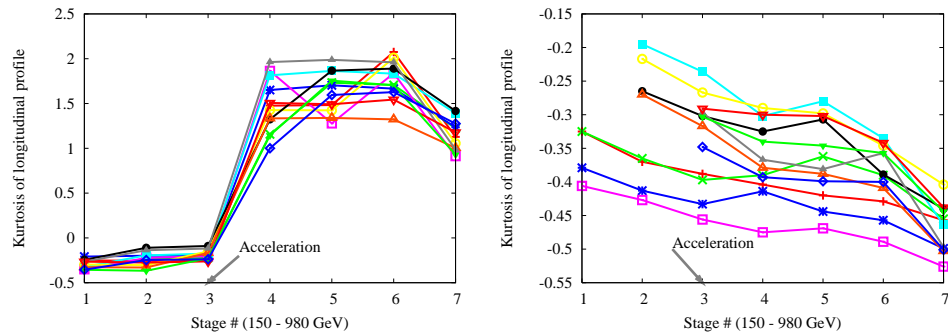 Kurtosis of longitudinal profile
2.5
2
1.5
1
0.5
0
-0.5
Acceleration
1 2 3 4 5 6 7
Stage # (150 - 980 GeV)
Kurtosis of longitudinal profile
-0.15
-0.2
-0.25
-0.3
-0.35
-0.4
-0.45
-0.5
-0.55
Acceleration
1 2 3 4 5 6 7
Stage # (150 - 980 GeV)